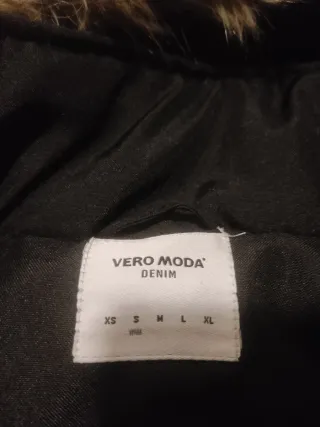 VERO MODA
DENIM
XS S M L XL